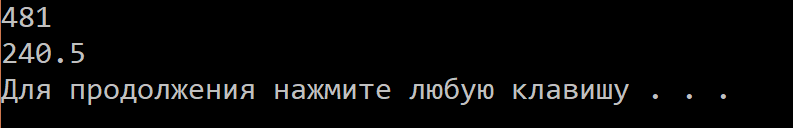 481
240.5
Для продолжения нажмите любую клавишу . . .